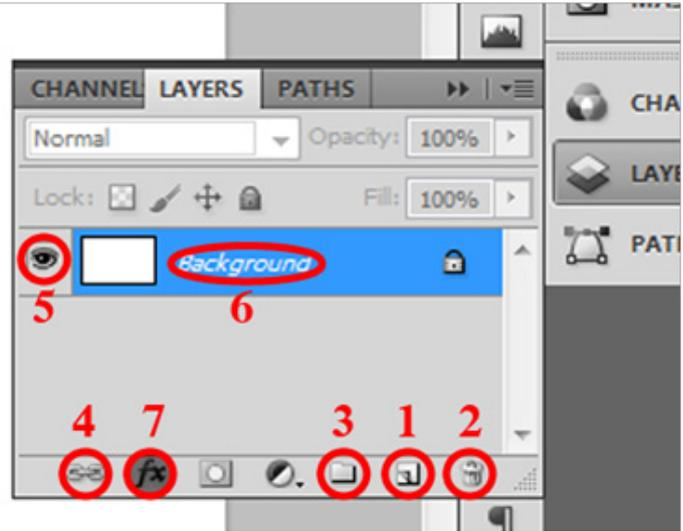 CHANNEL LAYERS PATHS
Normal Opacity: 100%
Lock: Fill: 100%
Background
5 6
4 7 3 1 2
fx
CHA
LAYE
PATI